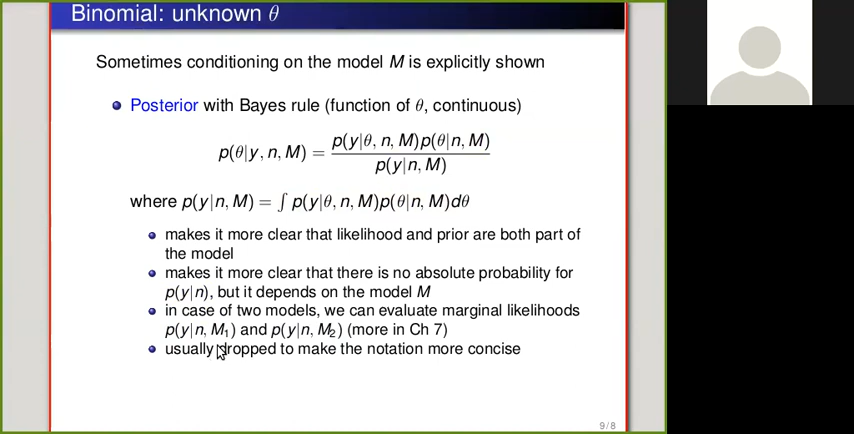 Binomial: unknown θ
Sometimes conditioning on the model M is explicitly shown
Posterior with Bayes rule (function of θ, continuous)
p(θ|y, n, M) = p(y|θ, n, M)p(θ|n, M) / p(y|n, M)
where p(y|n, M) = ∫ p(y|θ, n, M)p(θ|n, M)dθ
makes it more clear that likelihood and prior are both part of
the model
makes it more clear that there is no absolute probability for
p(y|n), but it depends on the model M
in case of two models, we can evaluate marginal likelihoods
p(y|n, M₁) and p(y|n, M₂) (more in Ch 7)
usually dropped to make the notation more concise
9 / 8